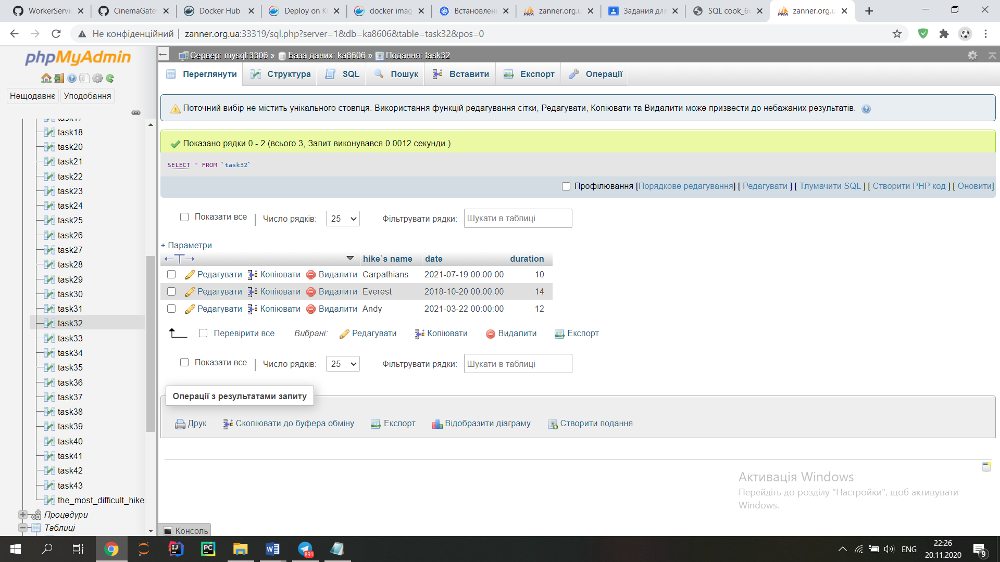 WorkerServi
CinemaGate
Docker Hub
Deploy on K
docker imag
Встановлен
zanner.org.u
Задания для
SQL cook_6v
zanner.org.u
Не конфіденційний
zanner.org.ua:33319/sql.php?server=1&db=ka8606&table=task32&pos=0
phpMyAdmin
Нещодавнє Уподобання
task17
task18
task20
task21
task22
task23
task24
task25
task26
task27
task28
task29
task30
task31
task32
task33
task34
task35
task36
task37
task38
task39
task40
task41
task42
task43
the_most_difficult_hikes
Процедури
Таблиці
Сервер: mysql:3306 » База даних: ka8606 » Подання: task32
Переглянути Структура SQL Пошук Вставити Експорт Операції
Поточний вибір не містить унікального стовпця. Використання функцій редагування сітки, Редагувати, Копіювати та Видалити може призвести до небажаних результатів.
Показано рядки 0 - 2 (всього 3, Запит виконувався 0.0012 секунди.)
SELECT * FROM `task32`
Профілювання [Порядкове редагування] [ Редагувати ] [ Тлумачити SQL ] [ Створити PHP код ] [ Оновити]
Показати все | Число рядків: 25 Фільтрувати рядки: Шукати в таблиці
+ Параметри
←T→ hike`s name date duration
Редагувати Копіювати Видалити Carpathians 2021-07-19 00:00:00 10
Редагувати Копіювати Видалити Everest 2018-10-20 00:00:00 14
Редагувати Копіювати Видалити Andy 2021-03-22 00:00:00 12
Перевірити все Вибрані: Редагувати Копіювати Видалити Експорт
Показати все | Число рядків: 25 Фільтрувати рядки: Шукати в таблиці
Операції з результатами запиту
Друк Скопіювати до буфера обміну Експорт Відобразити діаграму Створити подання
Активація Windows
Перейдіть до розділу "Настройки", щоб активувати
Windows.
Консоль
891
ENG
22:26
20.11.2020
9